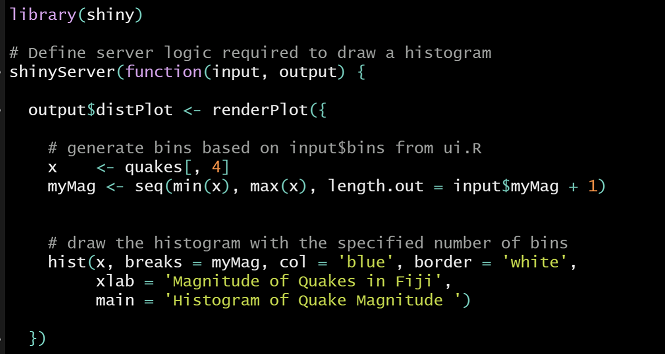 library(shiny)
# Define server logic required to draw a histogram
shinyServer(function(input, output) {
output$distPlot <- renderPlot({
# generate bins based on input$bins from ui.R
x    <- quakes[, 4]
myMag <- seq(min(x), max(x), length.out = input$myMag + 1)
# draw the histogram with the specified number of bins
hist(x, breaks = myMag, col = 'blue', border = 'white',
xlab = 'Magnitude of Quakes in Fiji',
main = 'Histogram of Quake Magnitude ')
})